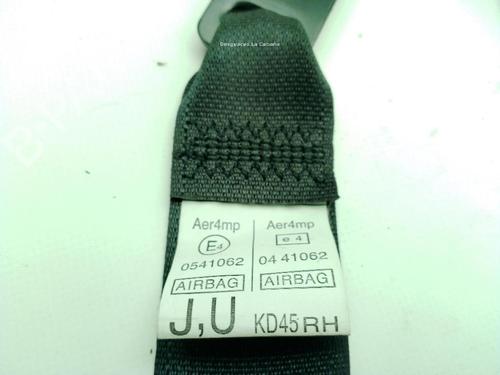 Desguaces La Cabaña
Aer4mp
E4
0541062
AIRBAG
Aer4mp
e 4
04 41062
AIRBAG
J,U KD45 RH